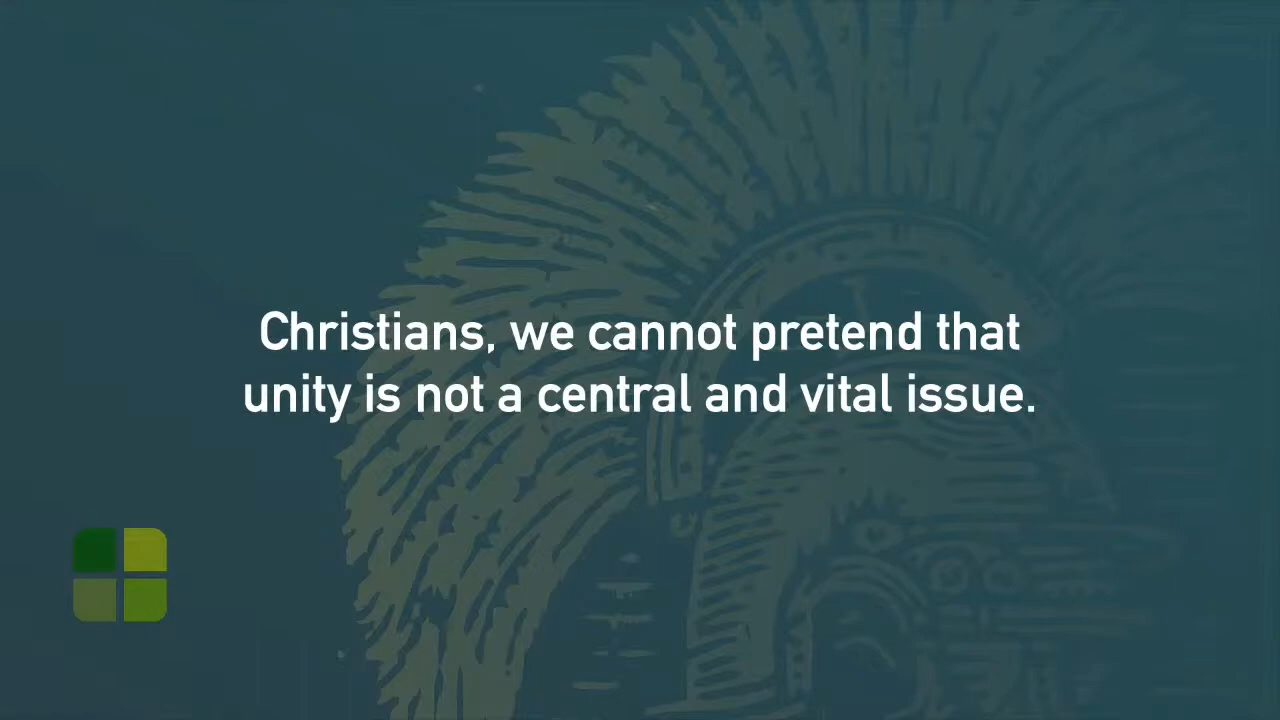 Christians, we cannot pretend that
unity is not a central and vital issue.